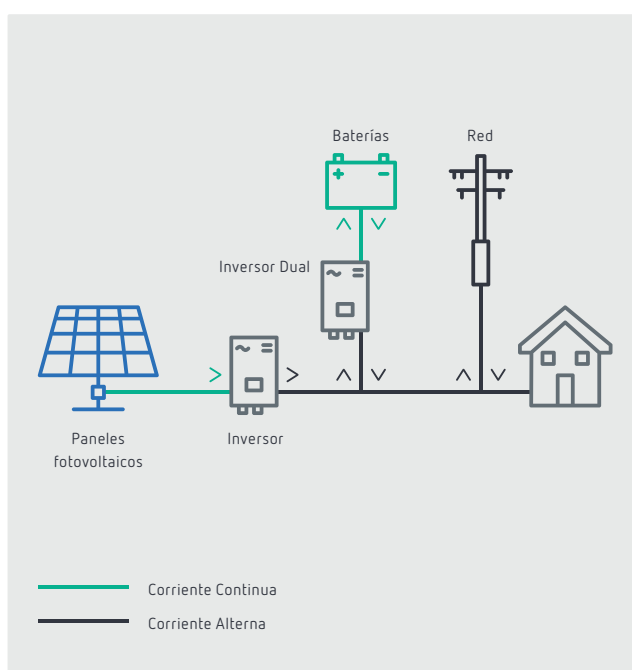 Baterías
Red
Inversor Dual
Paneles
fotovoltaicos
Inversor
Corriente Continua
Corriente Alterna